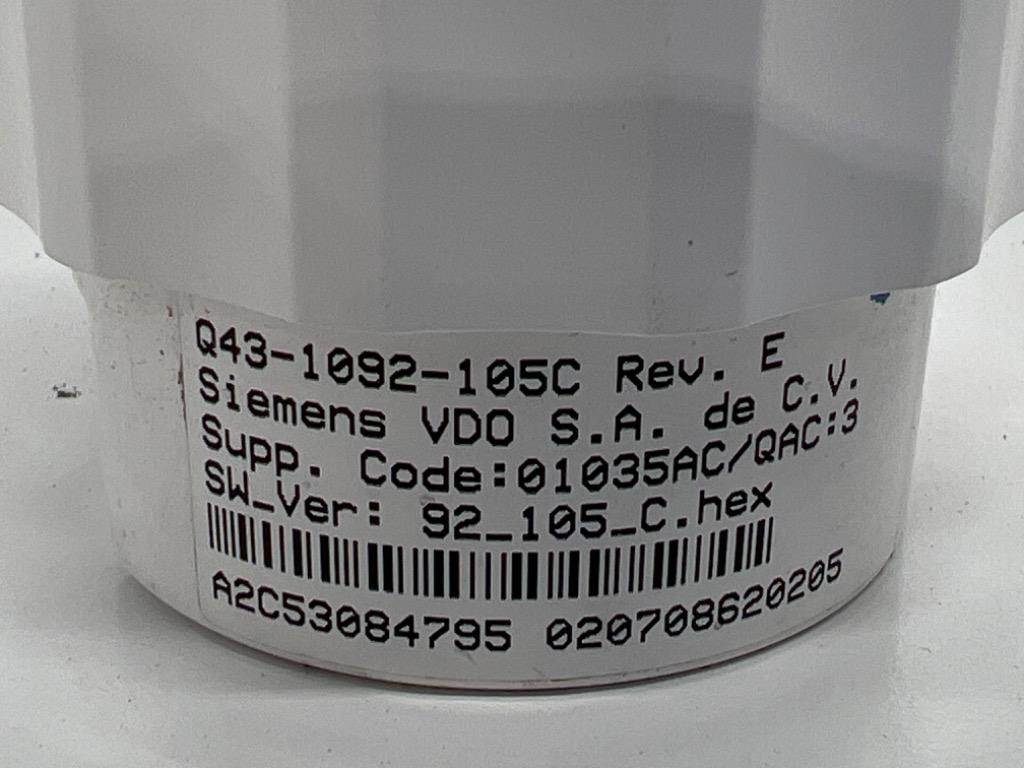 Q43-1092-105C Rev. E
Siemens VDO S.A. de C.V.
Supp. Code:01035AC/QAC:3
SW_Ver: 92_105_C.hex
A2C53084795 020708620205